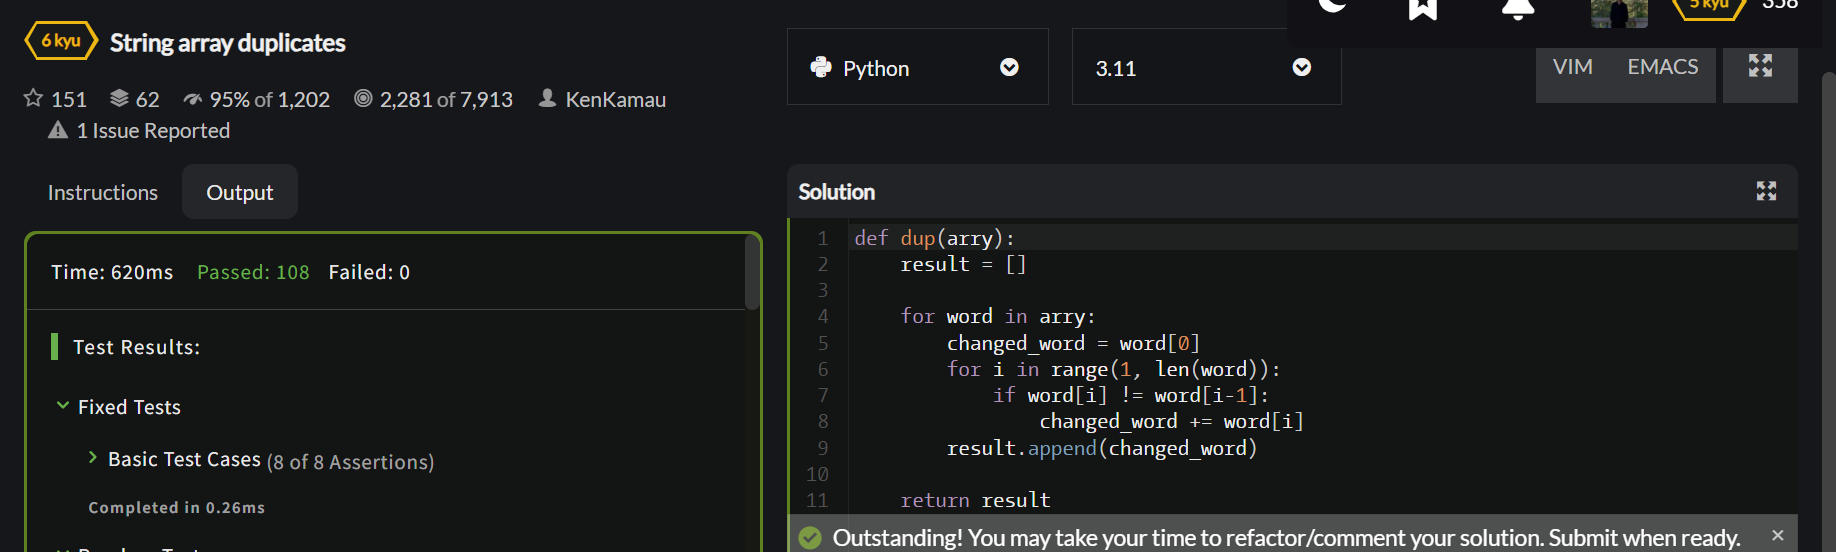 6 kyu String array duplicates
151 62 95% of 1,202 2,281 of 7,913 KenKamau
1 Issue Reported
Instructions Output
Time: 620ms Passed: 108 Failed: 0
Test Results:
Fixed Tests
Basic Test Cases (8 of 8 Assertions)
Completed in 0.26ms
5 kyu 358
Python 3.11 VIM EMACS
Solution
1 def dup(arry):
2 result = []
3
4 for word in arry:
5 changed_word = word[0]
6 for i in range(1, len(word)):
7 if word[i] != word[i-1]:
8 changed_word += word[i]
9 result.append(changed_word)
10
11 return result
Outstanding! You may take your time to refactor/comment your solution. Submit when ready. ×